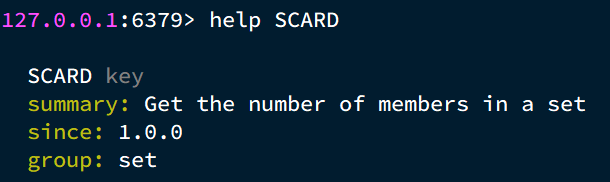 127.0.0.1:6379> help SCARD
SCARD key
summary: Get the number of members in a set
since: 1.0.0
group: set